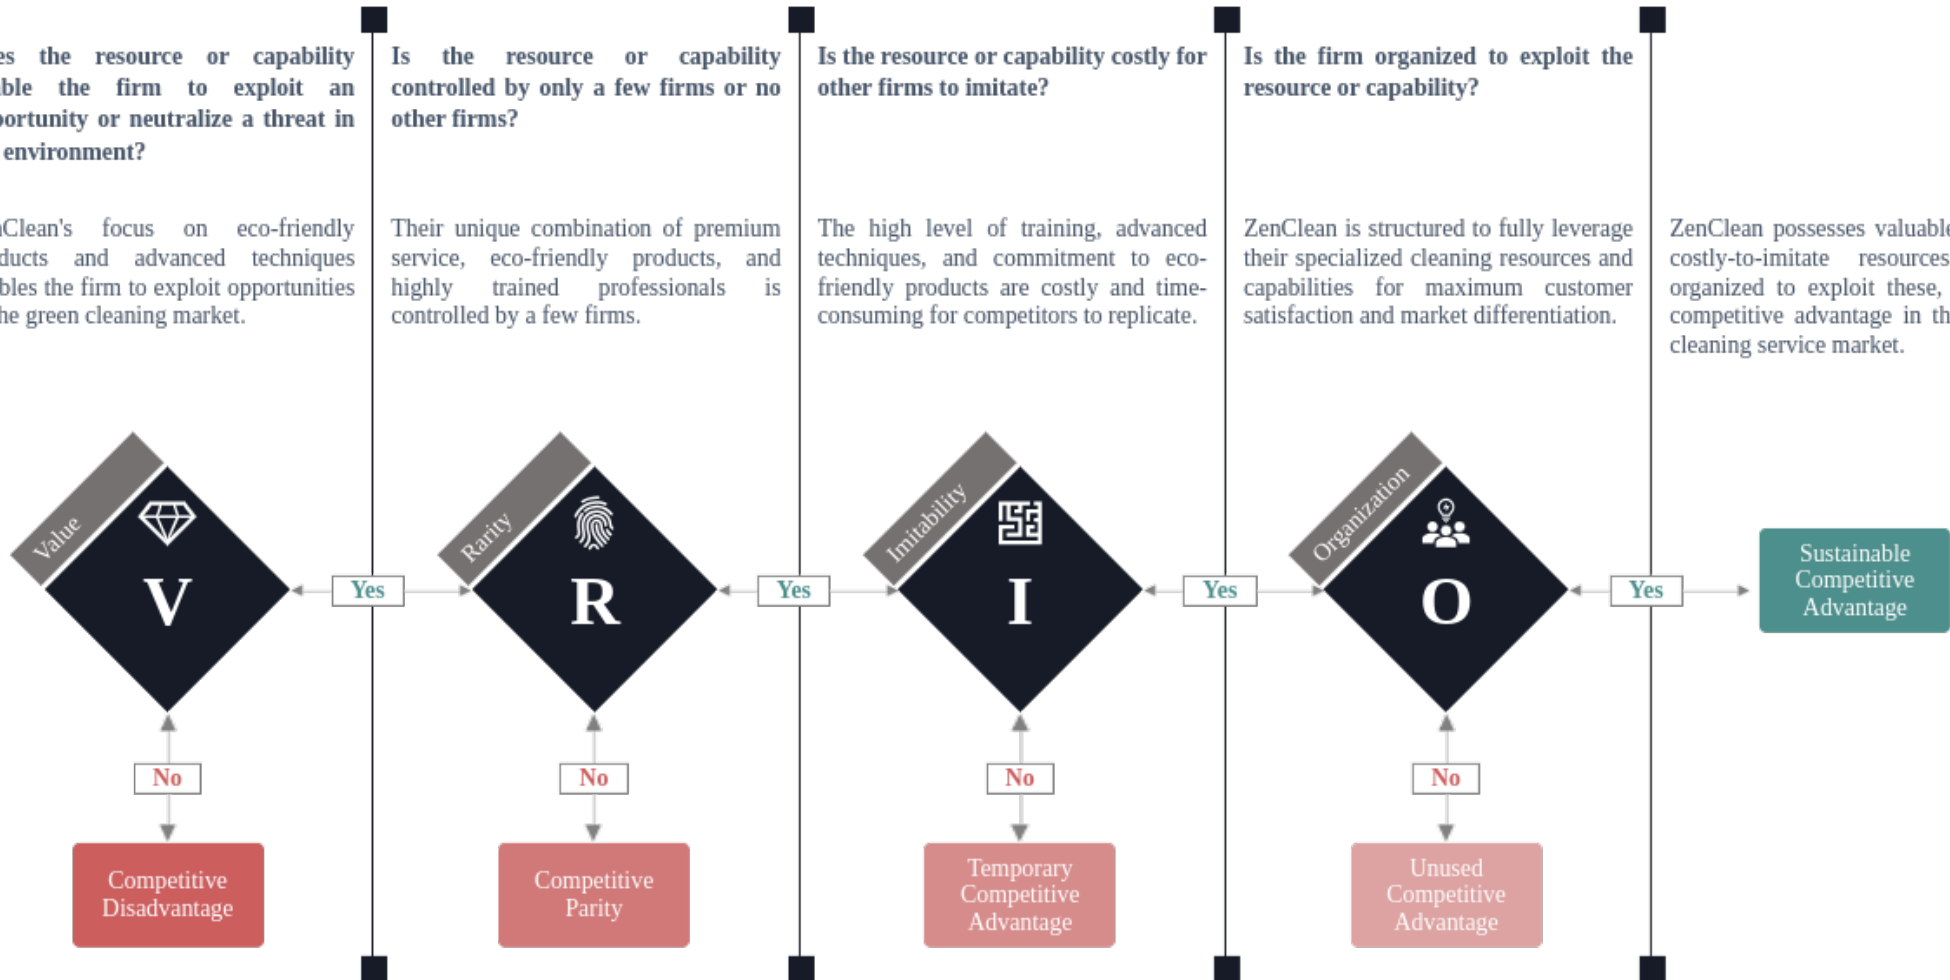 the resource or capability
the firm to exploit an
or neutralize a threat in
environment?
focus on eco-friendly
and advanced techniques
the firm to exploit opportunities
green cleaning market.
Value
V
Yes
No
Competitive
Disadvantage
Is the resource or capability
controlled by only a few firms or no
other firms?
Their unique combination of premium
service, eco-friendly products, and
highly trained professionals is
controlled by a few firms.
Rarity
R
Yes
No
Competitive
Parity
Is the resource or capability costly for
other firms to imitate?
The high level of training, advanced
techniques, and commitment to eco-
friendly products are costly and time-
consuming for competitors to replicate.
Imitability
I
Yes
No
Temporary
Competitive
Advantage
Is the firm organized to exploit the
resource or capability?
ZenClean is structured to fully leverage
their specialized cleaning resources and
capabilities for maximum customer
satisfaction and market differentiation.
Organization
O
Yes
No
Unused
Competitive
Advantage
ZenClean possesses
costly-to-imitate resources
organized to exploit these,
competitive advantage in
cleaning service market.
Sustainable
Competitive
Advantage